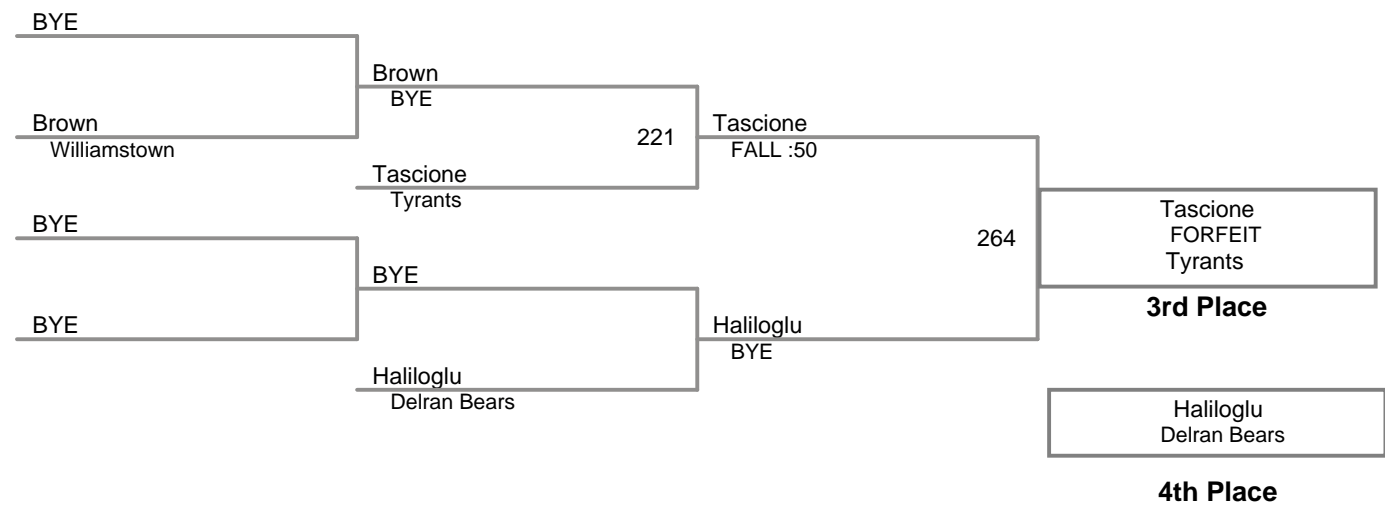 BYE
Brown
BYE
Brown
Williamstown
221
Tascione
FALL :50
Tascione
Tyrants
BYE
264
Tascione
FORFEIT
Tyrants
3rd Place
BYE
BYE
Haliloglu
BYE
Haliloglu
Delran Bears
Haliloglu
Delran Bears
4th Place